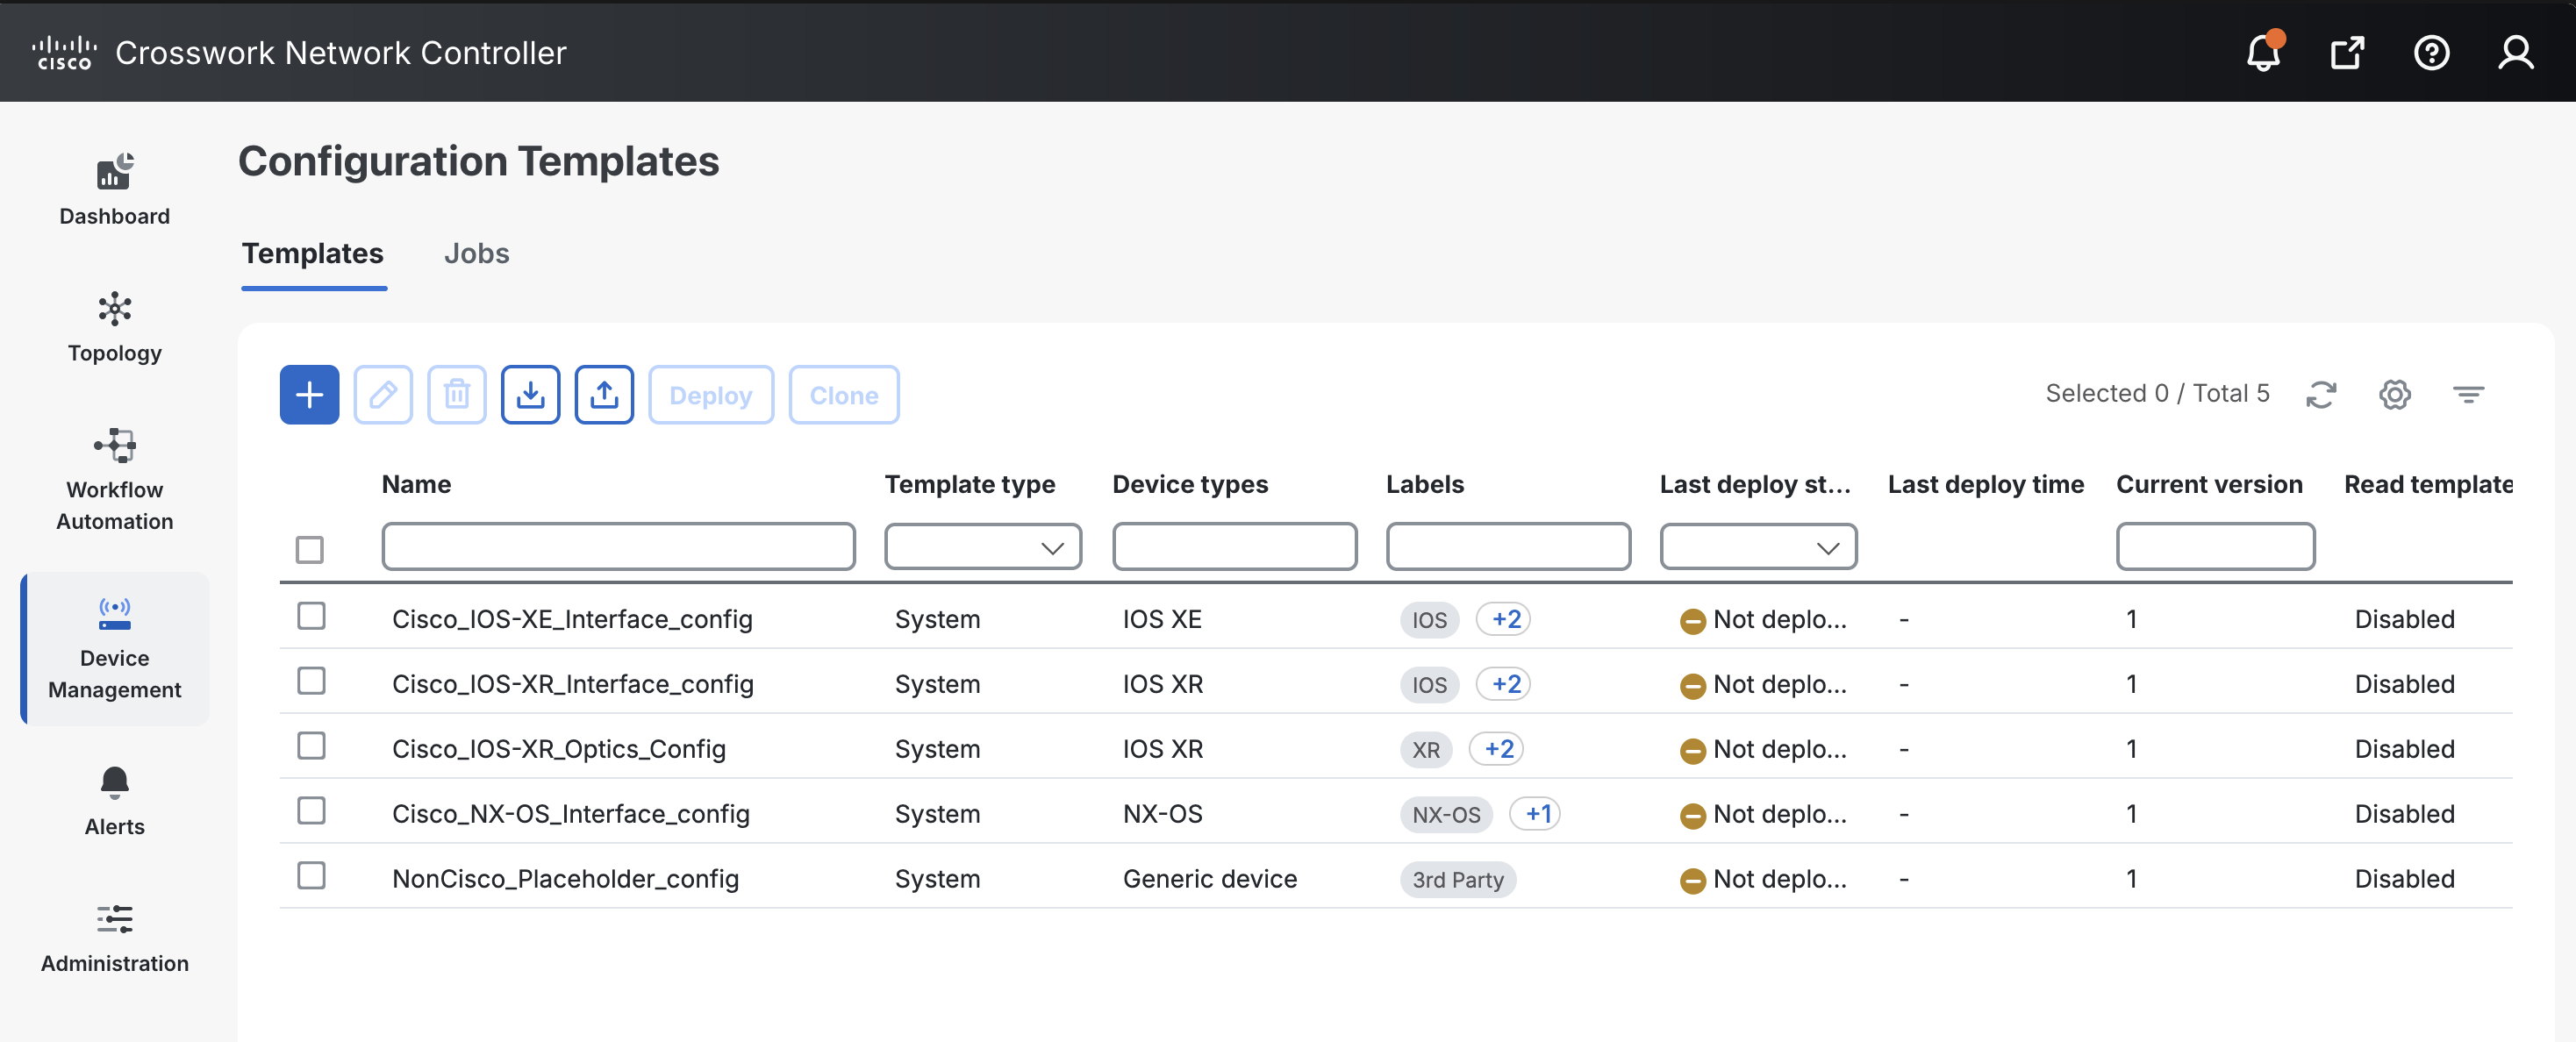 cisco Crosswork Network Controller
Dashboard
Topology
Workflow
Automation
Device
Management
Alerts
Administration
Configuration Templates
Templates Jobs
Deploy Clone Selected 0 / Total 5
Name Template type Device types Labels Last deploy st... Last deploy time Current version Read template
Cisco_IOS-XE_Interface_config System IOS XE IOS +2 Not deplo... - 1 Disabled
Cisco_IOS-XR_Interface_config System IOS XR IOS +2 Not deplo... - 1 Disabled
Cisco_IOS-XR_Optics_Config System IOS XR XR +2 Not deplo... - 1 Disabled
Cisco_NX-OS_Interface_config System NX-OS NX-OS +1 Not deplo... - 1 Disabled
NonCisco_Placeholder_config System Generic device 3rd Party Not deplo... - 1 Disabled